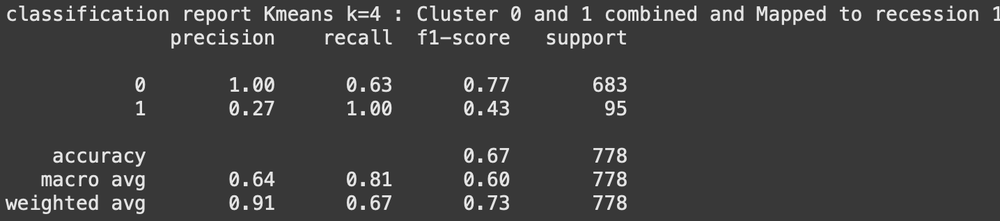 classification report Kmeans k=4 : Cluster 0 and 1 combined and Mapped to recession 1
precision recall f1-score support
0 1.00 0.63 0.77 683
1 0.27 1.00 0.43 95
accuracy 0.67 778
macro avg 0.64 0.81 0.60 778
weighted avg 0.91 0.67 0.73 778